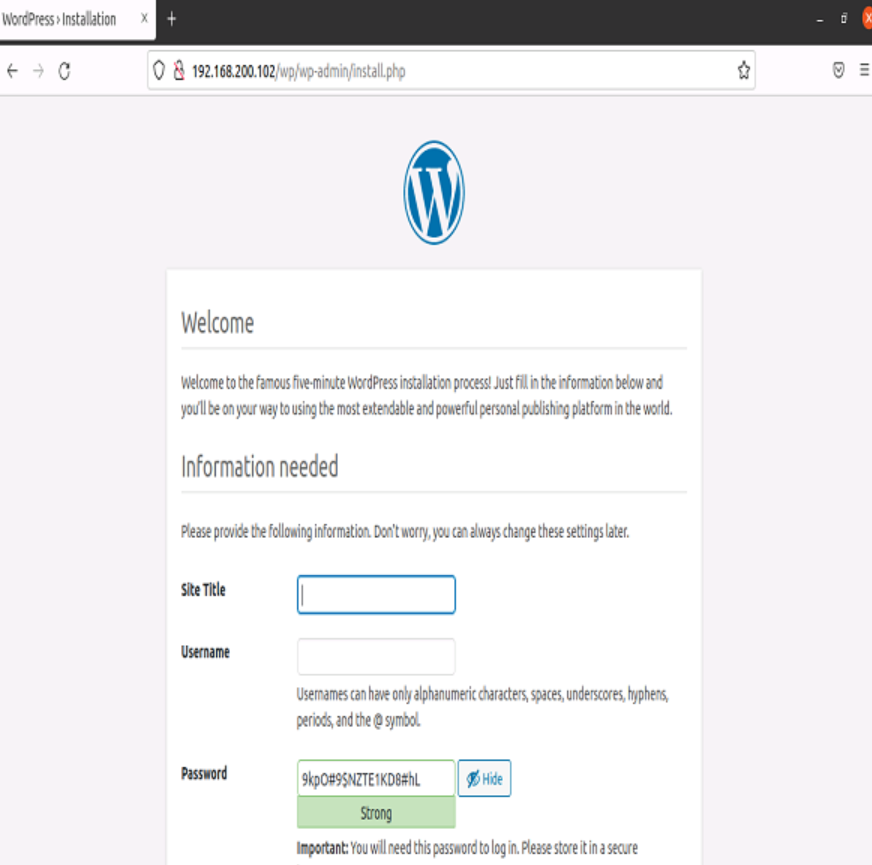 WordPress › Installation
192.168.200.102/wp/wp-admin/install.php
Welcome
Welcome to the famous five-minute WordPress installation process! Just fill in the information below and
you'll be on your way to using the most extendable and powerful personal publishing platform in the world.
Information needed
Please provide the following information. Don't worry, you can always change these settings later.
Site Title
Username
Usernames can have only alphanumeric characters, spaces, underscores, hyphens,
periods, and the @ symbol.
Password
9kpO#9$NZTE1KD8#hL
Hide
Strong
Important: You will need this password to log in. Please store it in a secure